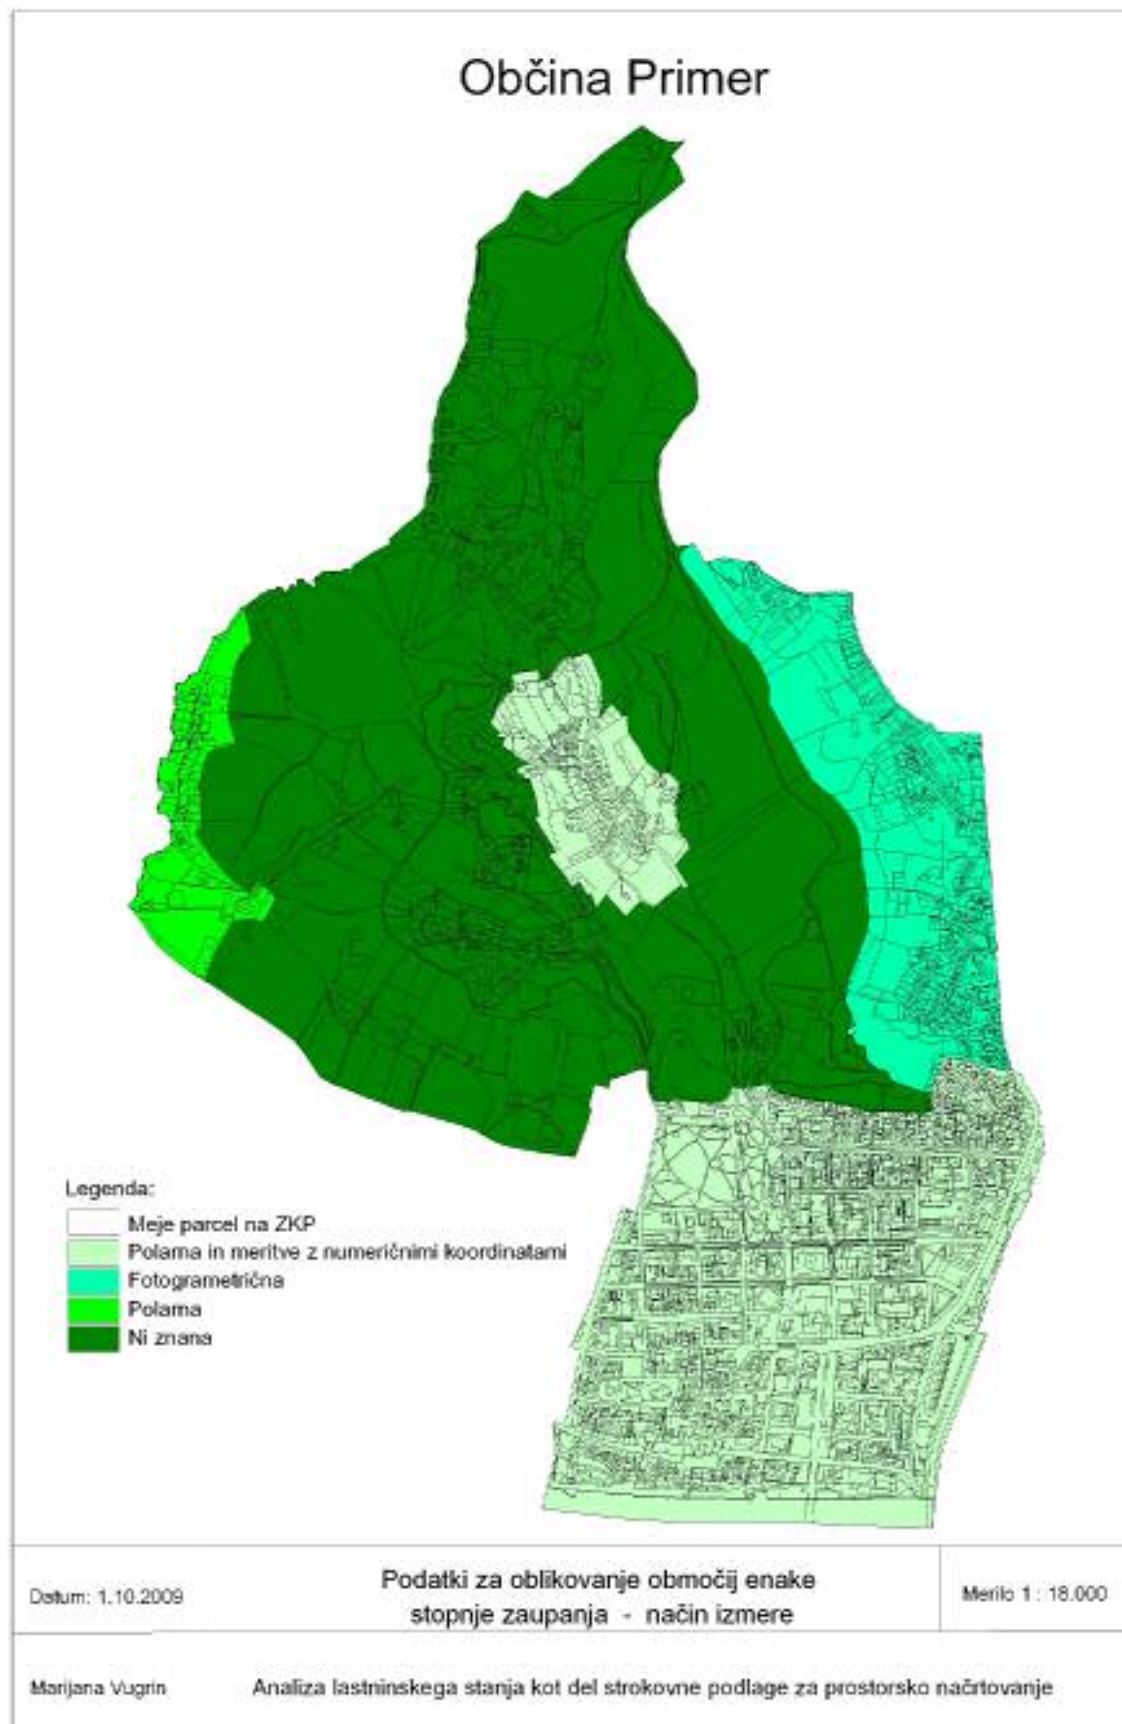 Občina Primer
Legenda:
Meje parcel na ZKP
Polarna in meritve z numeričnimi koordinatami
Fotogrametrična
Polarna
Ni znana
Datum: 1.10.2009
Podatki za oblikovanje območij enake
stopnje zaupanja - način izmere
Merilo 1 : 18.000
Marijana Vugrin
Analiza lastninskega stanja kot del strokovne podlage za prostorsko načrtovanje